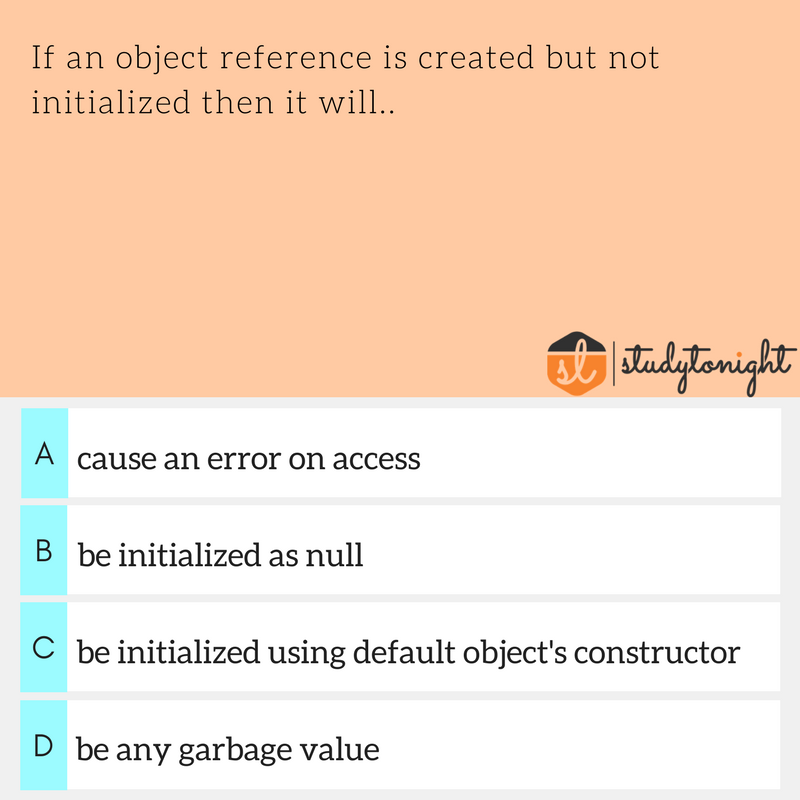 If an object reference is created but not
initialized then it will..
sl studytonight
A cause an error on access
B be initialized as null
C be initialized using default object's constructor
D be any garbage value